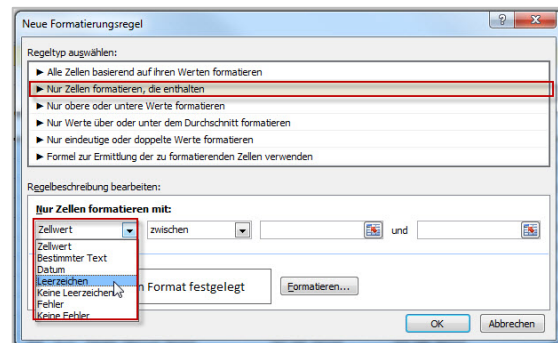 Neue Formatierungsregel
Regeltyp auswählen:
► Alle Zellen basierend auf ihren Werten formatieren
► Nur Zellen formatieren, die enthalten
► Nur obere oder untere Werte formatieren
► Nur Werte über oder unter dem Durchschnitt formatieren
► Nur eindeutige oder doppelte Werte formatieren
► Formel zur Ermittlung der zu formatierenden Zellen verwenden
Regelbeschreibung bearbeiten:
Nur Zellen formatieren mit:
Zellwert zwischen und
Zellwert
Bestimmter Text
Datum
Leerzeichen
Keine Leerzeichen
Fehler
Keine Fehler
Format festgelegt Formatieren...
OK Abbrechen